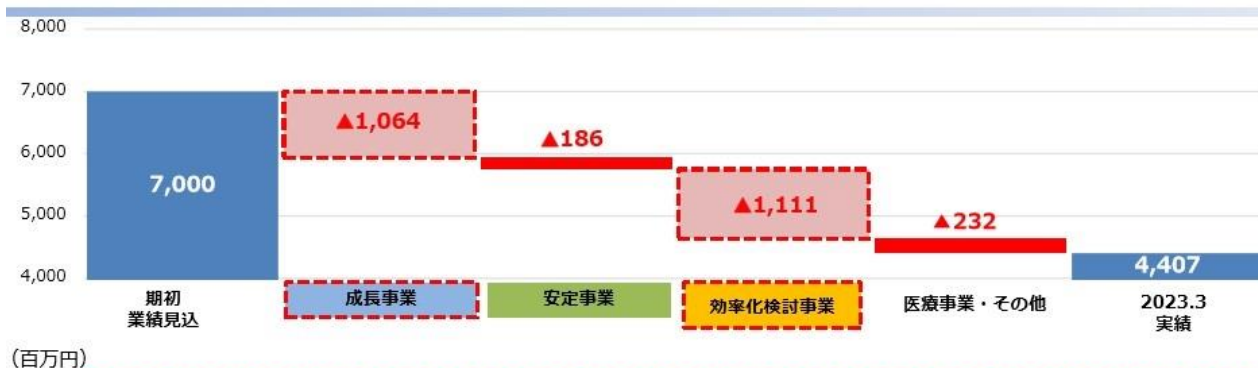 8,000
7,000
6,000
5,000
4,000
7,000
▲1,064
▲186
▲1,111
▲232
4,407
期初
業績見込
成長事業
安定事業
効率化検討事業
医療事業・その他
2023.3
実績
(百万円)